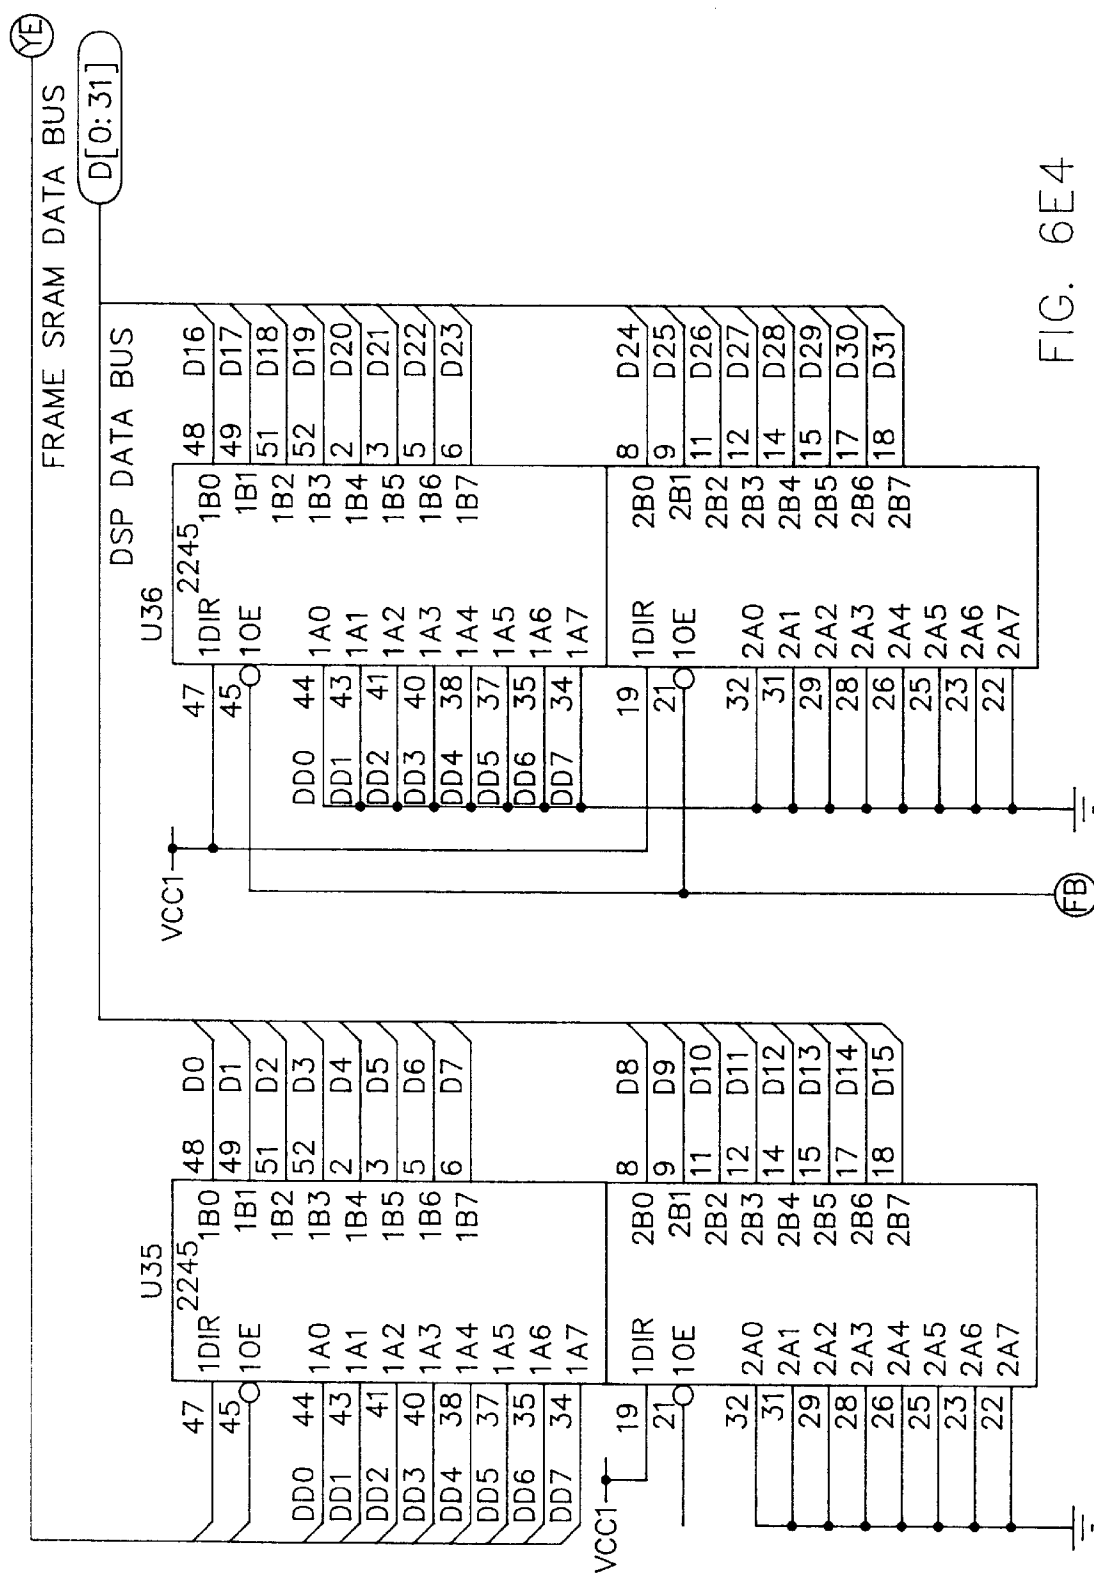 YE
FRAME SRAM DATA BUS
D[0:31]
DSP DATA BUS
U35
2245
47 1DIR
45 1OE
DD0 44 1A0
DD1 43 1A1
DD2 41 1A2
DD3 40 1A3
DD4 38 1A4
DD5 37 1A5
DD6 35 1A6
DD7 34 1A7
1B0 48 D0
1B1 49 D1
1B2 51 D2
1B3 52 D3
1B4 2 D4
1B5 3 D5
1B6 5 D6
1B7 6 D7
VCC1
19 1DIR
21 1OE
32 2A0
31 2A1
29 2A2
28 2A3
26 2A4
25 2A5
23 2A6
22 2A7
2B0 8 D8
2B1 9 D9
2B2 11 D10
2B3 12 D11
2B4 14 D12
2B5 15 D13
2B6 17 D14
2B7 18 D15
VCC1
U36
2245
47 1DIR
45 1OE
DD0 44 1A0
DD1 43 1A1
DD2 41 1A2
DD3 40 1A3
DD4 38 1A4
DD5 37 1A5
DD6 35 1A6
DD7 34 1A7
1B0 48 D16
1B1 49 D17
1B2 51 D18
1B3 52 D19
1B4 2 D20
1B5 3 D21
1B6 5 D22
1B7 6 D23
19 1DIR
21 1OE
32 2A0
31 2A1
29 2A2
28 2A3
26 2A4
25 2A5
23 2A6
22 2A7
2B0 8 D24
2B1 9 D25
2B2 11 D26
2B3 12 D27
2B4 14 D28
2B5 15 D29
2B6 17 D30
2B7 18 D31
FB
FIG. 6E4